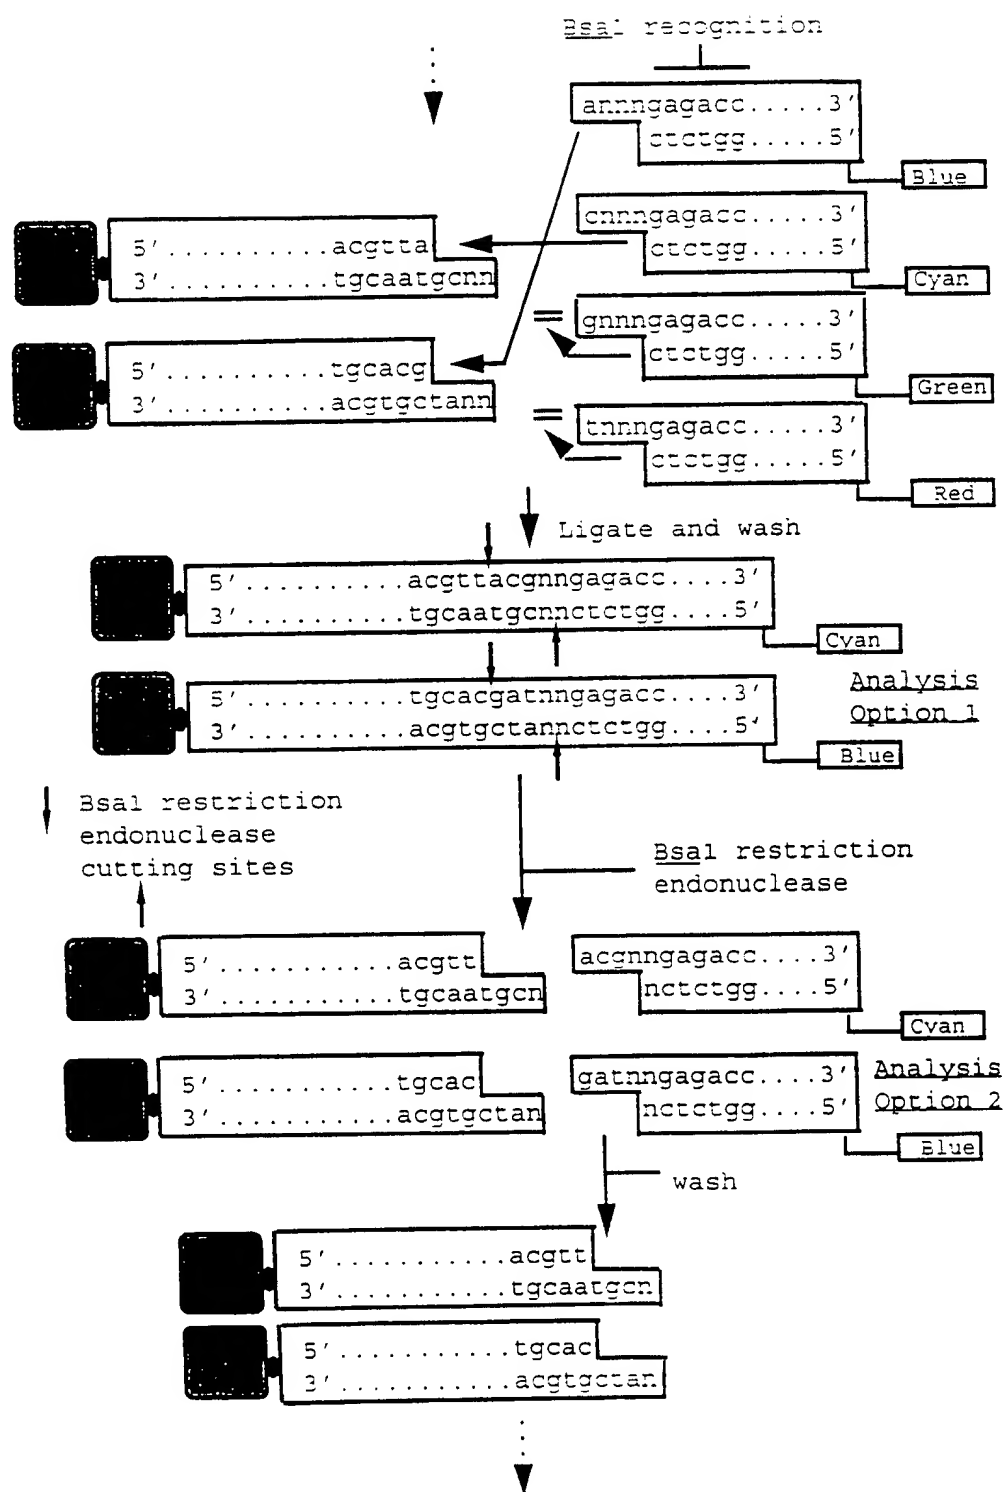 Bsa1 recognition
annngagacc.....3′
ctctgg.....5′
Blue
cnnngagacc.....3′
ctctgg.....5′
Cyan
5′..........acgtta
3′..........tgcaatgcnn
gnnngagacc.....3′
ctctgg.....5′
Green
5′..........tgcacg
3′..........acgtgctann
tnnngagacc.....3′
ctctgg.....5′
Red
Ligate and wash
5′..........acgttacgnngagacc....3′
3′..........tgcaatgcnnctctgg....5′
Cyan
5′..........tgcacgatnngagacc....3′
3′..........acgtgctannctctgg....5′
Blue
Analysis
Option 1
Bsa1 restriction
endonuclease
cutting sites
Bsa1 restriction
endonuclease
5′...........acgtt
3′...........tgcaatgcn
acgnngagacc....3′
nctctgg....5′
Cyan
5′...........tgcac
3′...........acgtgctan
gatnngagacc....3′
nctctgg....5′
Blue
Analysis
Option 2
wash
5′...........acgtt
3′...........tgcaatgcn
5′...........tgcac
3′...........acgtgctan